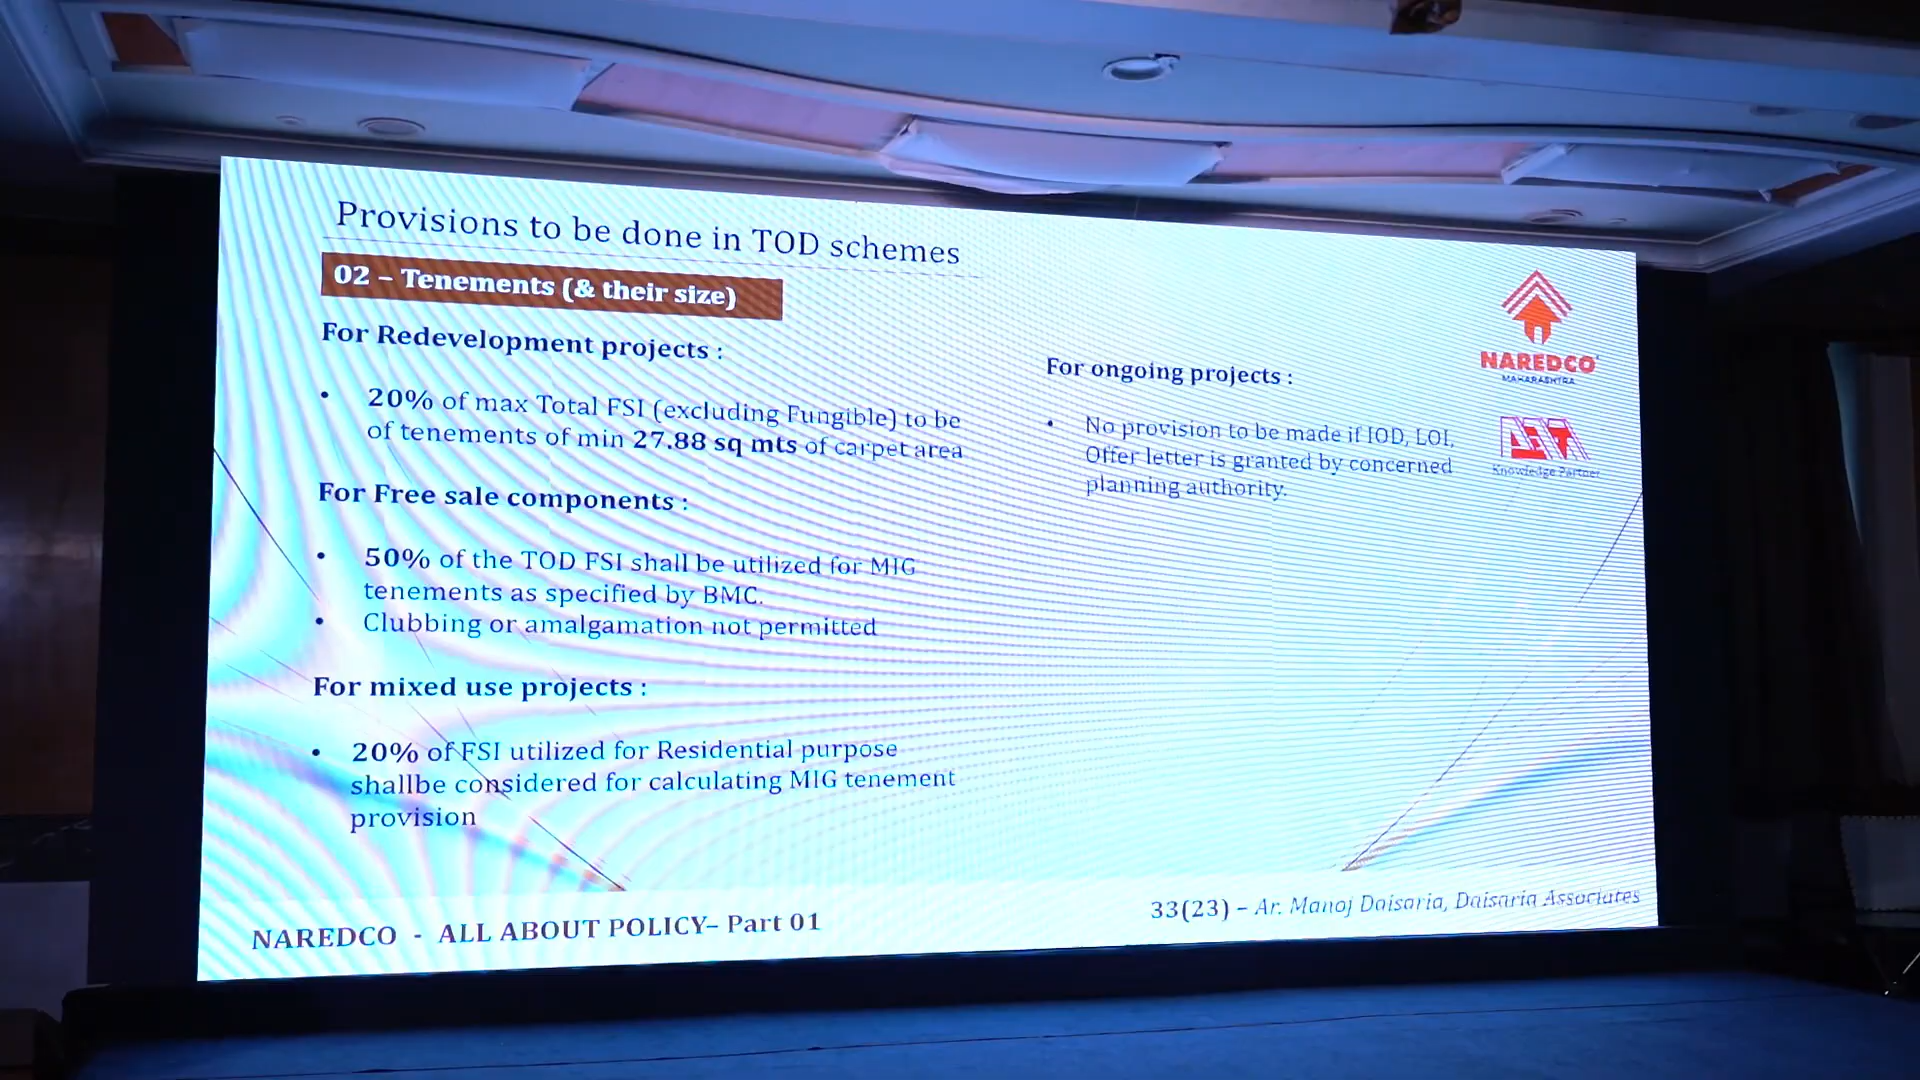 Provisions to be done in TOD schemes
02 – Tenements (& their size)
For Redevelopment projects :
• 20% of max Total FSI (excluding Fungible) to be
of tenements of min 27.88 sq mts of carpet area
For Free sale components :
• 50% of the TOD FSI shall be utilized for MIG
tenements as specified by BMC.
• Clubbing or amalgamation not permitted
For mixed use projects :
• 20% of FSI utilized for Residential purpose
shallbe considered for calculating MIG tenement
provision
For ongoing projects :
• No provision to be made if IOD, LOI,
Offer letter is granted by concerned
planning authority.
NAREDCO
MAHARASHTRA
Knowledge Partner
NAREDCO - ALL ABOUT POLICY– Part 01
33(23) – Ar. Manoj Daisaria, Daisaria Associates